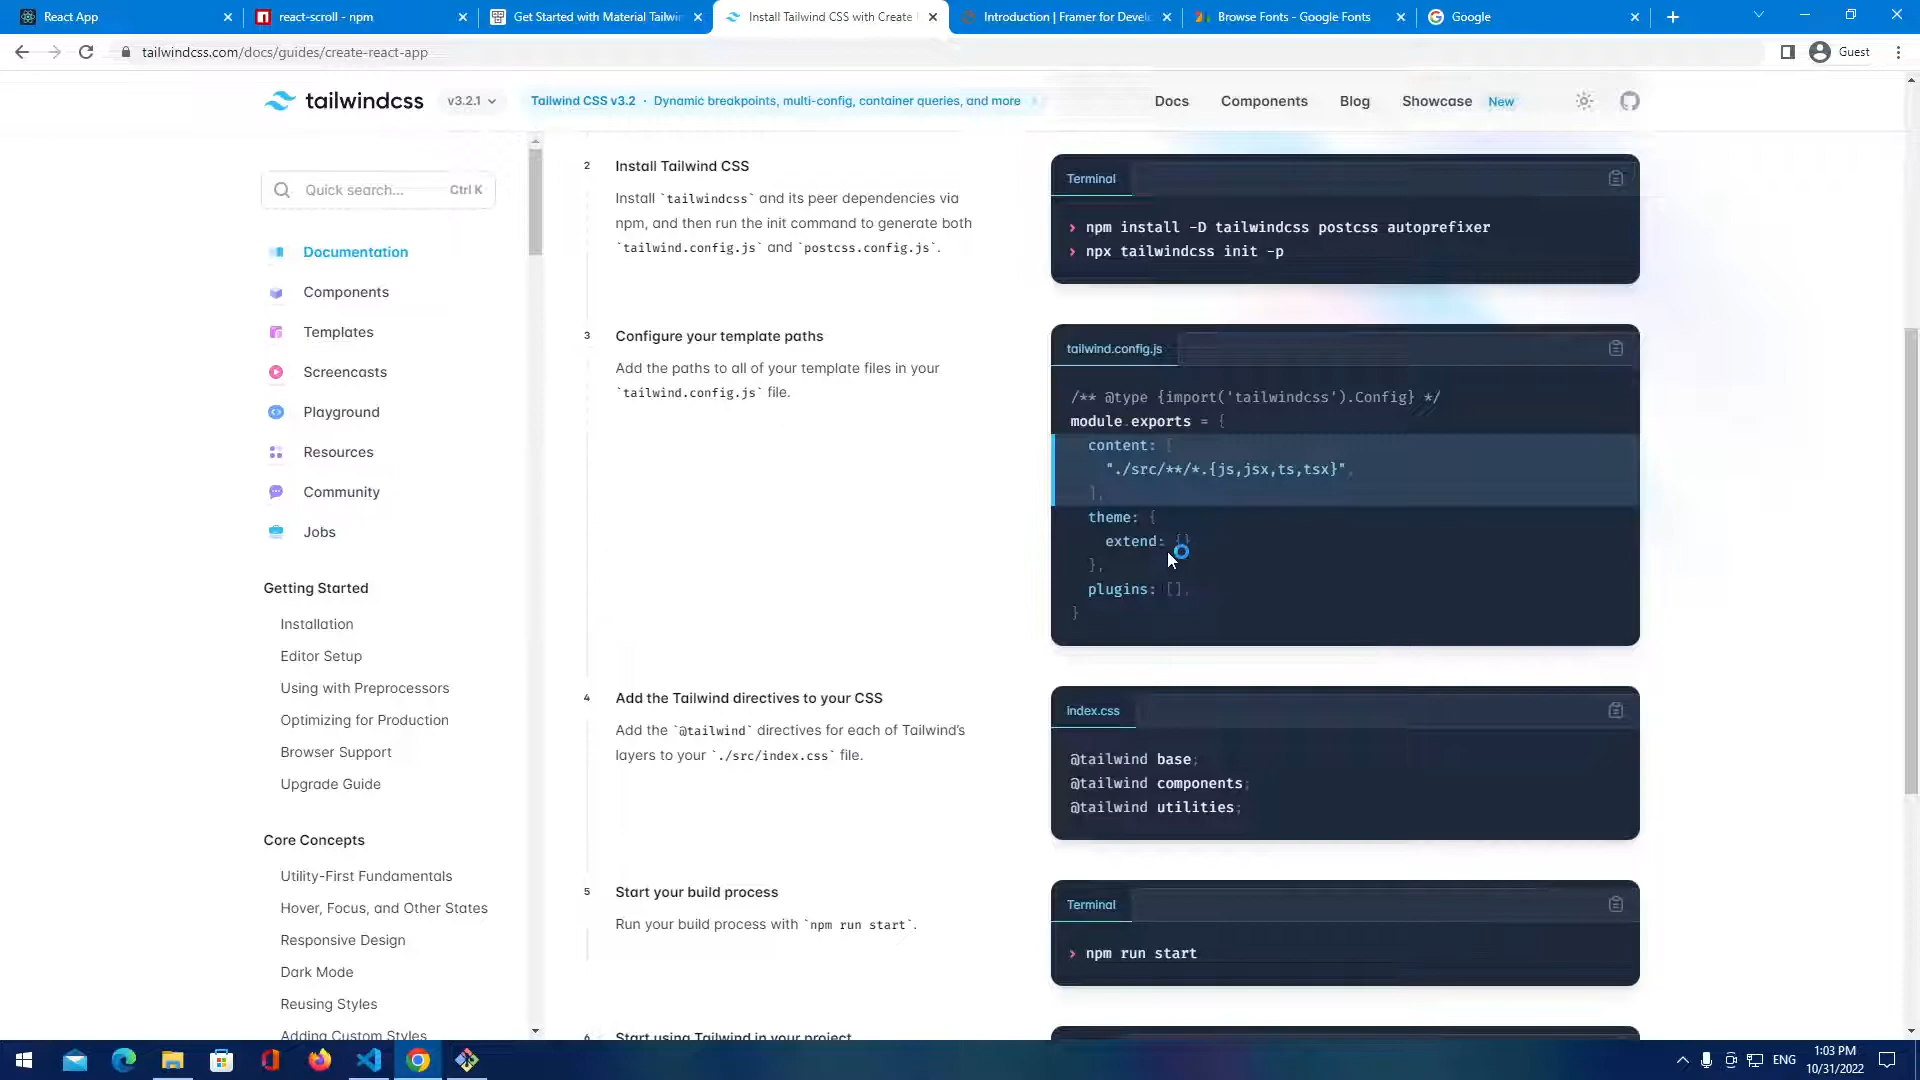 React App
react-scroll - npm
Get Started with Material Tailwin
Install Tailwind CSS with Create
Introduction | Framer for Develo
Browse Fonts - Google Fonts
Google
tailwindcss.com/docs/guides/create-react-app
Guest
tailwindcss
v3.2.1
Tailwind CSS v3.2 · Dynamic breakpoints, multi-config, container queries, and more
Docs
Components
Blog
Showcase
New
Quick search...
Ctrl K
Documentation
Components
Templates
Screencasts
Playground
Resources
Community
Jobs
Getting Started
Installation
Editor Setup
Using with Preprocessors
Optimizing for Production
Browser Support
Upgrade Guide
Core Concepts
Utility-First Fundamentals
Hover, Focus, and Other States
Responsive Design
Dark Mode
Reusing Styles
Adding Custom Styles
2
Install Tailwind CSS
Install `tailwindcss` and its peer dependencies via
npm, and then run the init command to generate both
`tailwind.config.js` and `postcss.config.js`.
Terminal
> npm install -D tailwindcss postcss autoprefixer
> npx tailwindcss init -p
3
Configure your template paths
Add the paths to all of your template files in your
`tailwind.config.js` file.
tailwind.config.js
/** @type {import('tailwindcss').Config} */
module.exports = {
content: [
"./src/**/*.{js,jsx,ts,tsx}",
],
theme: {
extend: {}
},
plugins: [],
}
4
Add the Tailwind directives to your CSS
Add the `@tailwind` directives for each of Tailwind's
layers to your `./src/index.css` file.
index.css
@tailwind base;
@tailwind components;
@tailwind utilities;
5
Start your build process
Run your build process with `npm run start`.
Terminal
> npm run start
6
Start using Tailwind in your project
ENG
1:03 PM
10/31/2022